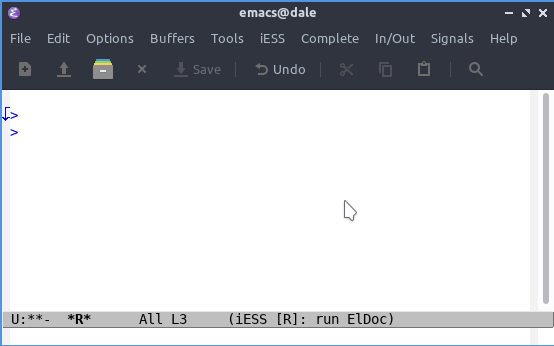 emacs@dale
File Edit Options Buffers Tools iESS Complete In/Out Signals Help
Save Undo
>
>
U:**- *R* All L3 (iESS [R]: run ElDoc)